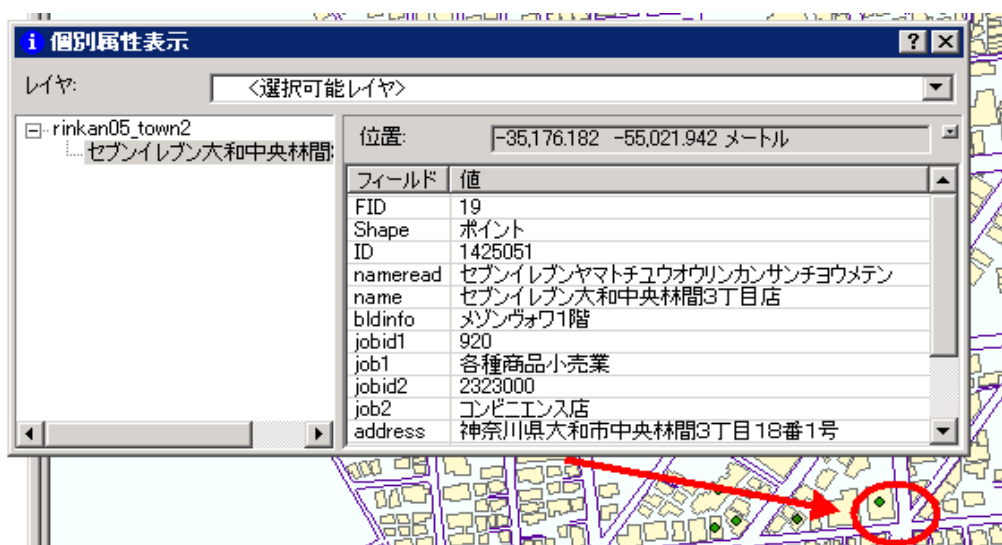 個別属性表示
レイヤ: <選択可能レイヤ>
rinkan05_town2
セブンイレブン大和中央林間
位置: -35,176.182 -55,021.942 メートル
フィールド 値
FID 19
Shape ポイント
ID 1425051
nameread セブンイレブンヤマトチユウオウリンカンサンチヨウメテン
name セブンイレブン大和中央林間3丁目店
bldinfo メゾンヴォワ1階
jobid1 920
job1 各種商品小売業
jobid2 2323000
job2 コンビニエンス店
address 神奈川県大和市中央林間3丁目18番1号